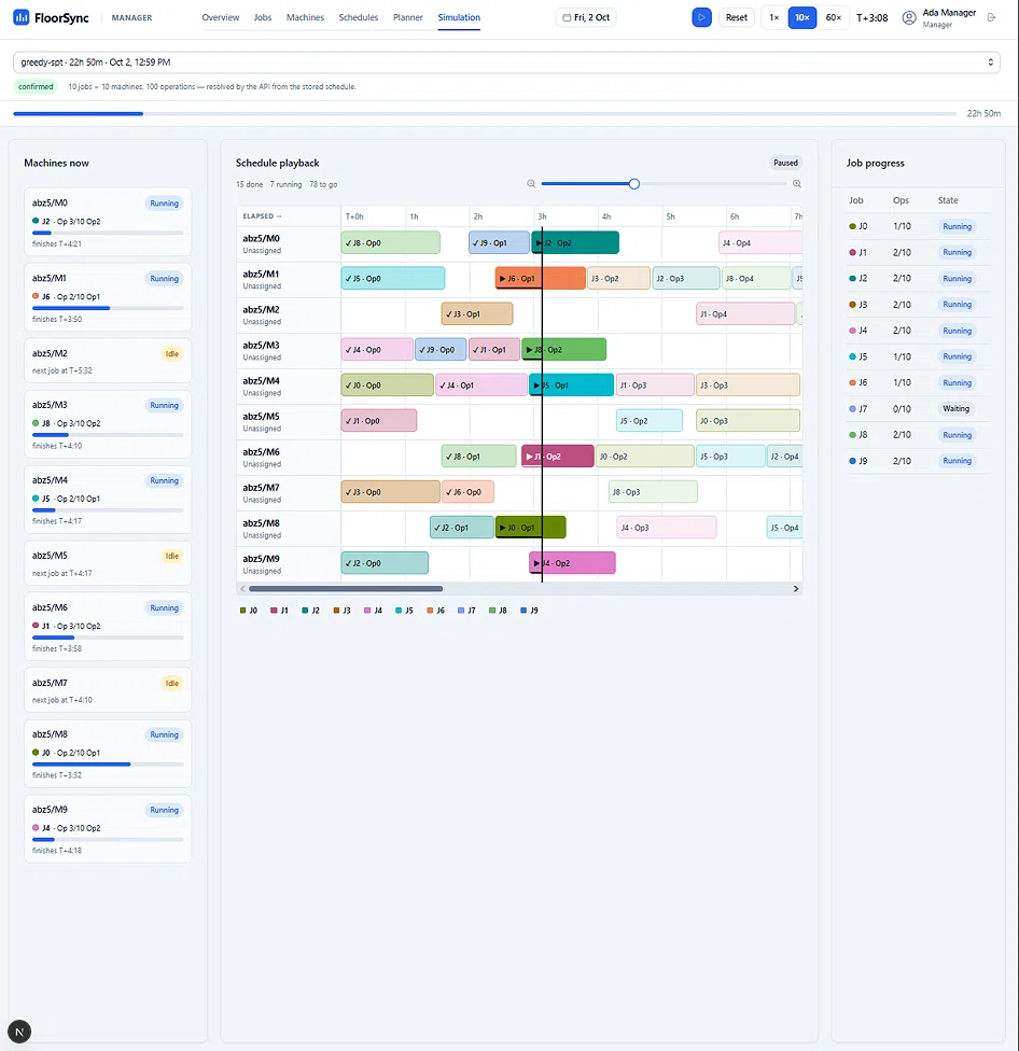 FloorSync MANAGER Overview Jobs Machines Schedules Planner Simulation Fri, 2 Oct Reset 1× 10× 60× T+3:08 Ada Manager
Manager
greedy-spt · 22h 50m · Oct 2, 12:59 PM
confirmed 10 jobs × 10 machines, 100 operations — resolved by the API from the stored schedule.
22h 50m
Machines now
abz5/M0 Running
J2 · Op 3/10 Op2
finishes T+4:21
abz5/M1 Running
J6 · Op 2/10 Op1
finishes T+3:50
abz5/M2 Idle
next job at T+5:32
abz5/M3 Running
J8 · Op 3/10 Op2
finishes T+4:10
abz5/M4 Running
J5 · Op 2/10 Op1
finishes T+4:17
abz5/M5 Idle
next job at T+4:17
abz5/M6 Running
J1 · Op 3/10 Op2
finishes T+3:58
abz5/M7 Idle
next job at T+4:10
abz5/M8 Running
J0 · Op 2/10 Op1
finishes T+3:32
abz5/M9 Running
J4 · Op 3/10 Op2
finishes T+4:18
N
Schedule playback Paused
15 done 7 running 78 to go
ELAPSED → T+0h 1h 2h 3h 4h 5h 6h 7h
abz5/M0 ✓ J8 · Op0 ✓ J9 · Op1 ▶ J2 · Op2 J4 · Op4
Unassigned
abz5/M1 ✓ J5 · Op0 ▶ J6 · Op1 J3 · Op2 J2 · Op3 J8 · Op4
Unassigned
abz5/M2 ✓ J3 · Op1 J1 · Op4
Unassigned
abz5/M3 ✓ J4 · Op0 ✓ J9 · Op0 ✓ J1 · Op1 ▶ J8 · Op2
Unassigned
abz5/M4 ✓ J0 · Op0 ✓ J4 · Op1 ▶ J5 · Op1 J1 · Op3 J3 · Op3
Unassigned
abz5/M5 ✓ J1 · Op0 J5 · Op2 J0 · Op3
Unassigned
abz5/M6 ✓ J8 · Op1 ▶ J1 · Op2 J0 · Op2 J5 · Op3 J2 · Op4
Unassigned
abz5/M7 ✓ J3 · Op0 ✓ J6 · Op0 J8 · Op3
Unassigned
abz5/M8 ✓ J2 · Op1 ▶ J0 · Op1 J4 · Op3 J5 · Op4
Unassigned
abz5/M9 ✓ J2 · Op0 ▶ J4 · Op2
Unassigned
J0 J1 J2 J3 J4 J5 J6 J7 J8 J9
Job progress
Job Ops State
J0 1/10 Running
J1 2/10 Running
J2 2/10 Running
J3 2/10 Running
J4 2/10 Running
J5 1/10 Running
J6 1/10 Running
J7 0/10 Waiting
J8 2/10 Running
J9 2/10 Running